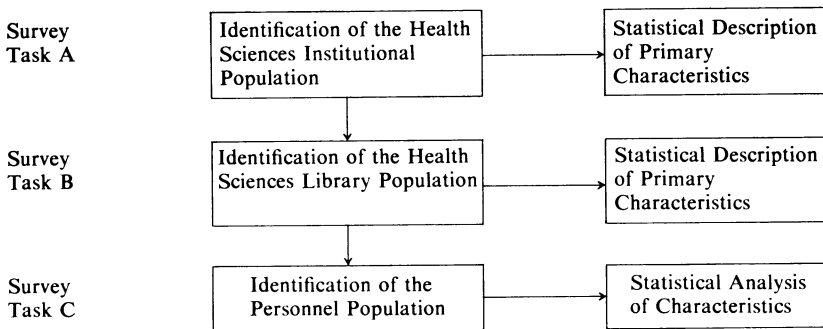 Survey
Task A
Identification of the Health
Sciences Institutional
Population
Statistical Description
of Primary
Characteristics
Survey
Task B
Identification of the Health
Sciences Library Population
Statistical Description
of Primary
Characteristics
Survey
Task C
Identification of the
Personnel Population
Statistical Analysis
of Characteristics